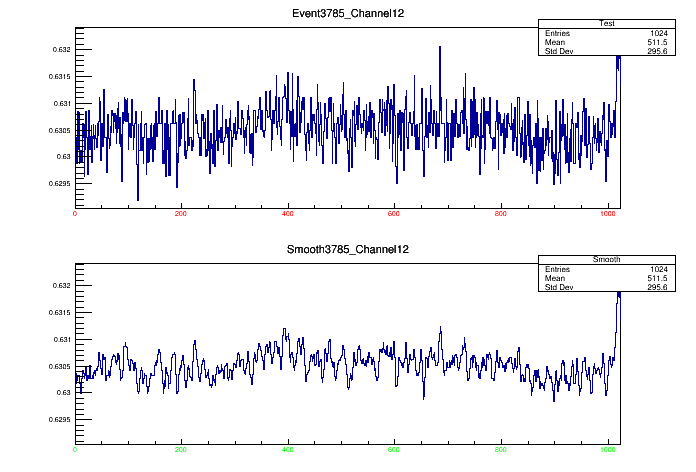 Event3785_Channel12
Test
Entries 1024
Mean 511.5
Std Dev 295.6
0.632
0.6315
0.631
0.6305
0.63
0.6295
0 200 400 600 800 1000
Smooth3785_Channel12
Smooth
Entries 1024
Mean 511.5
Std Dev 295.6
0.632
0.6315
0.631
0.6305
0.63
0.6295
0 200 400 600 800 1000